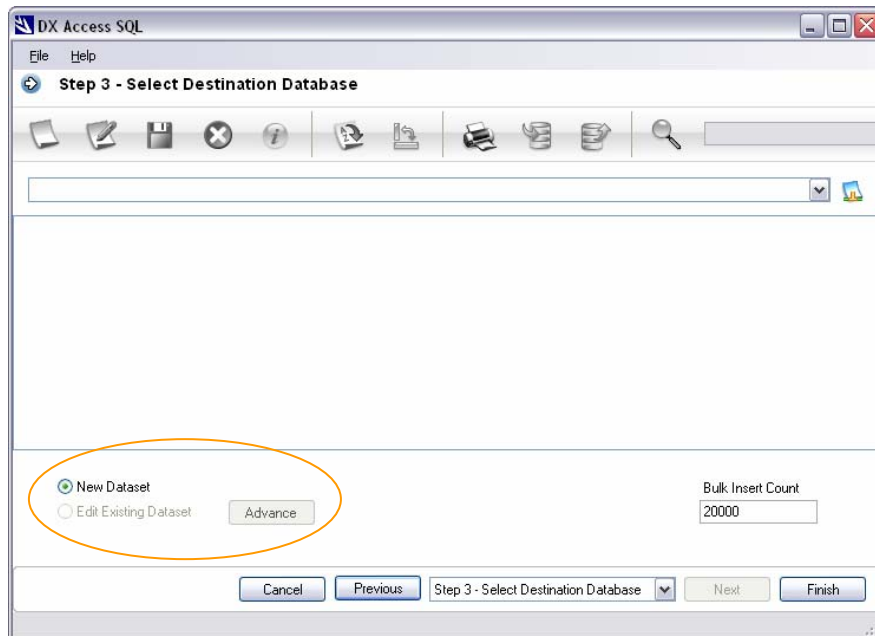 DX Access SQL
File Help
Step 3 - Select Destination Database
New Dataset
Edit Existing Dataset Advance
Bulk Insert Count
20000
Cancel Previous Step 3 - Select Destination Database Next Finish